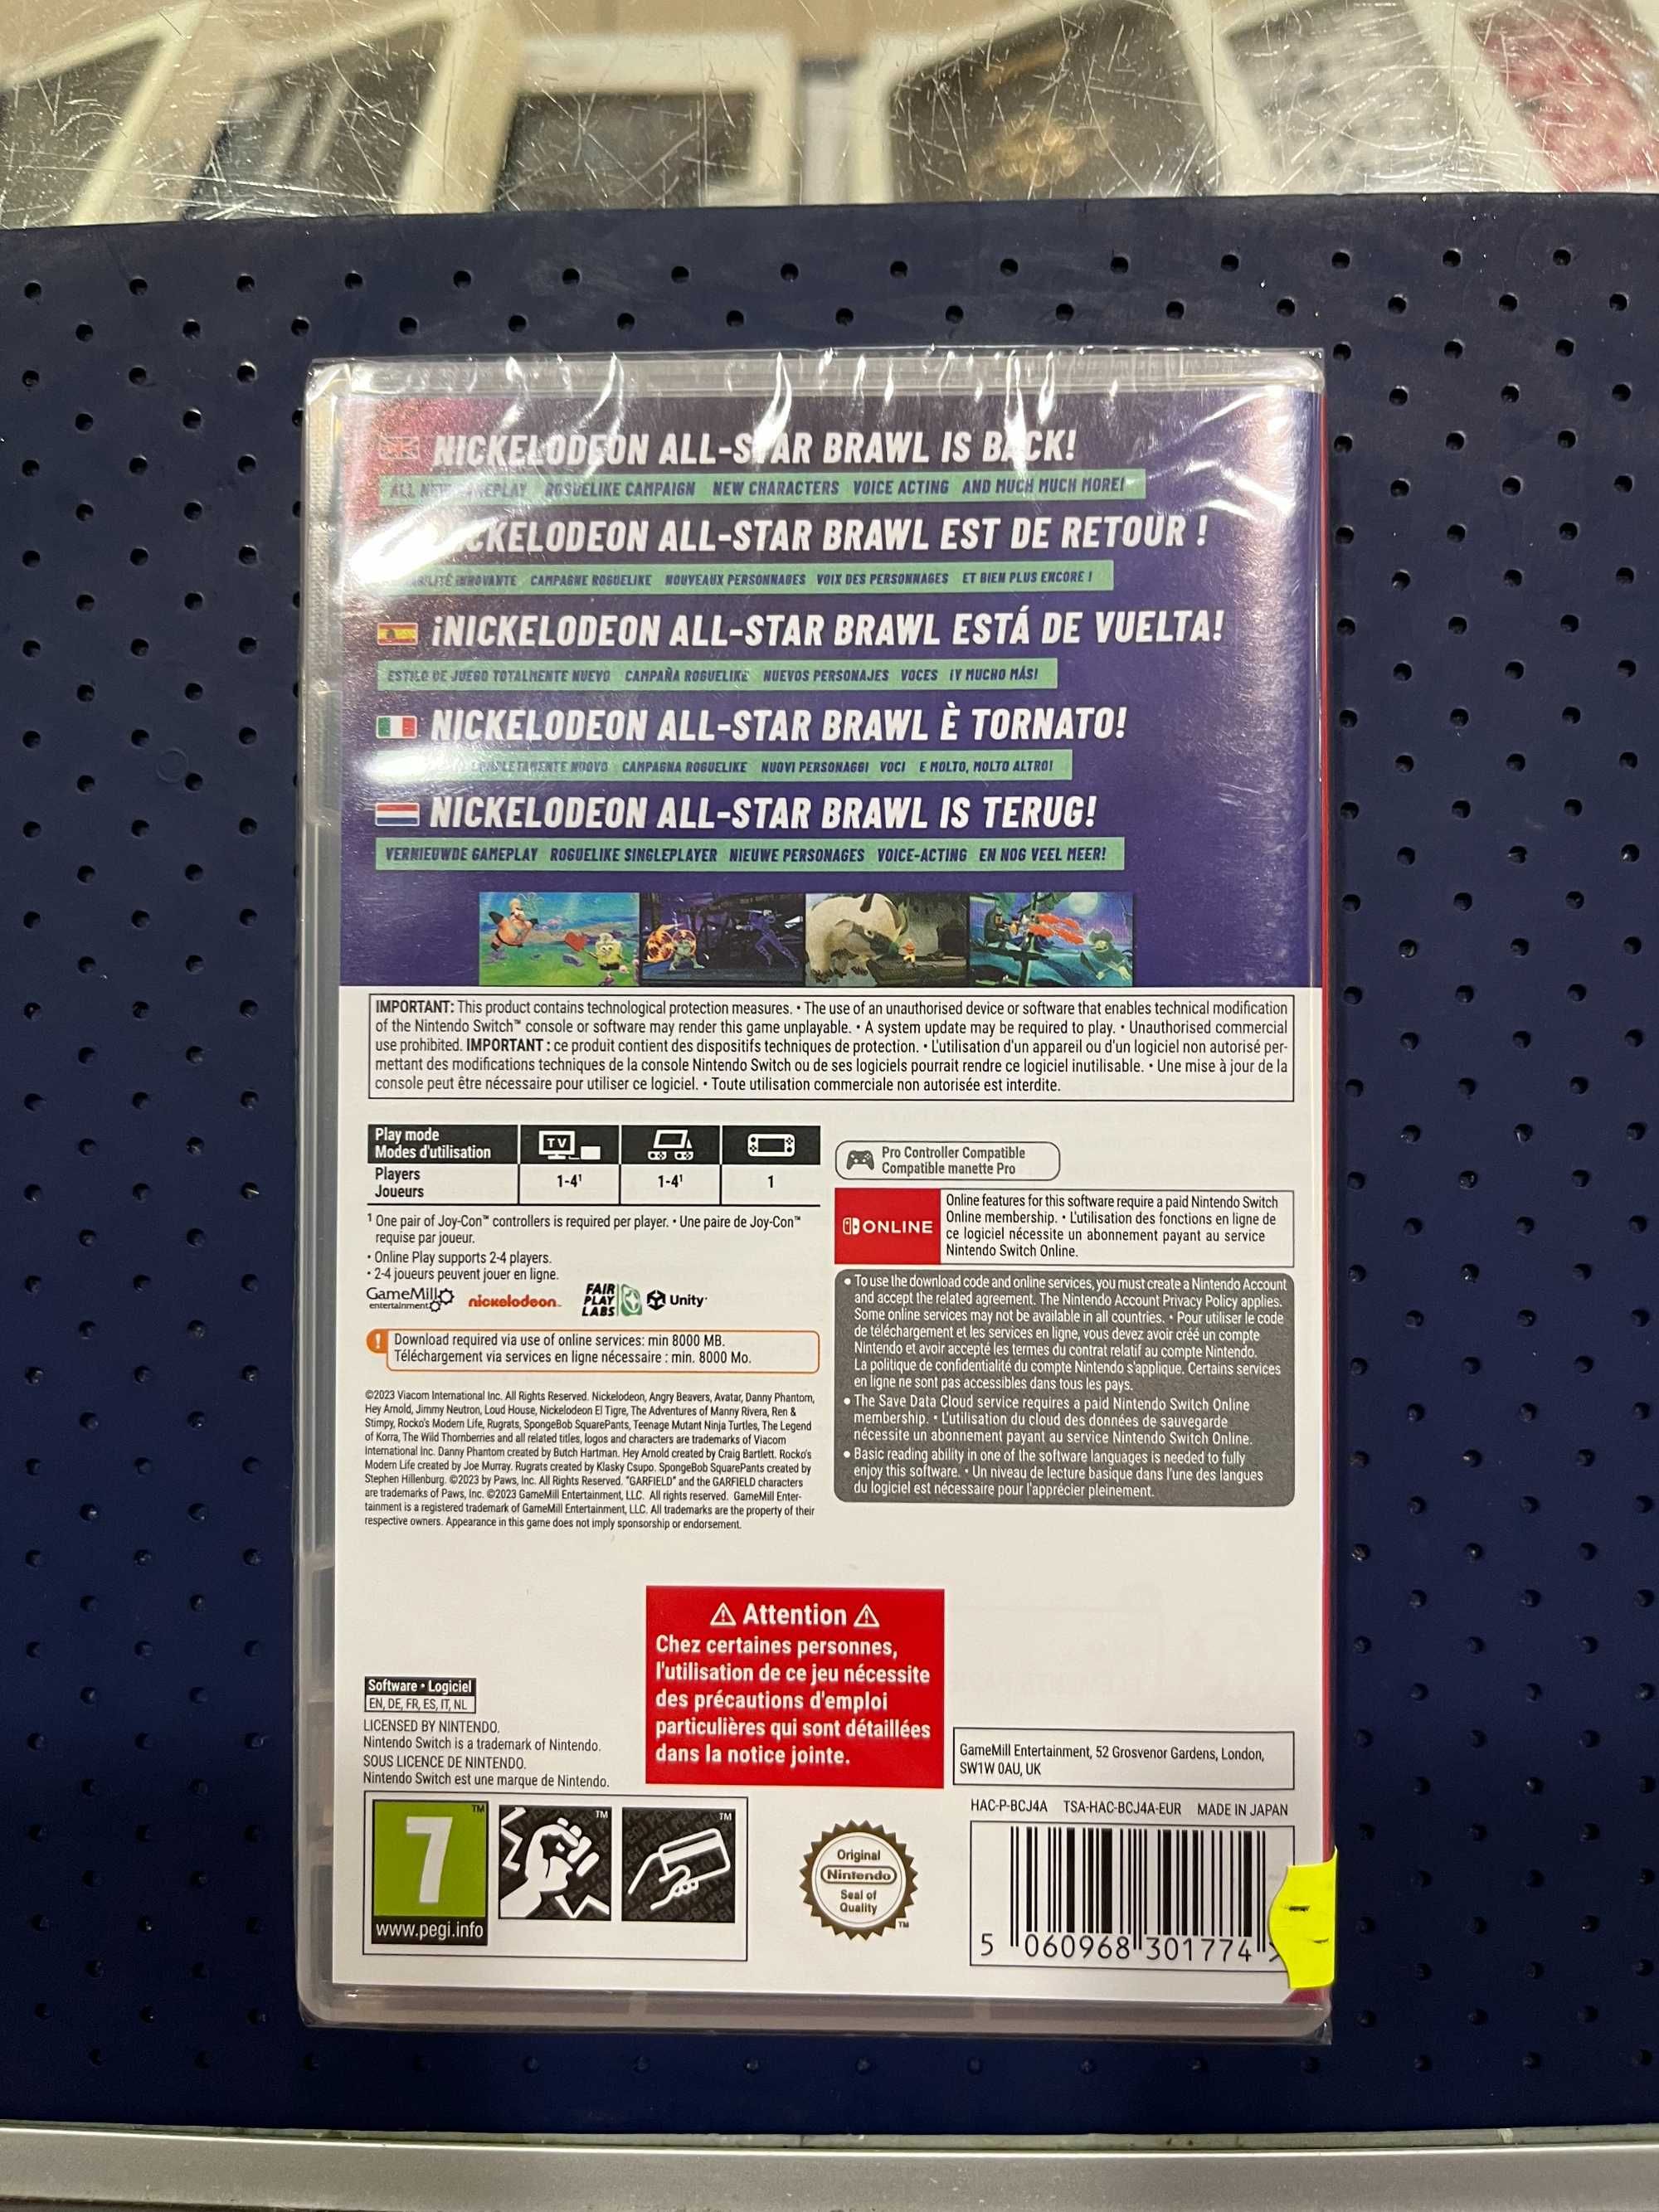 NICKELODEON ALL-STAR BRAWL IS BACK!
ALL NEW GAMEPLAY ROGUELIKE CAMPAIGN NEW CHARACTERS VOICE ACTING AND MUCH MUCH MORE!
NICKELODEON ALL-STAR BRAWL EST DE RETOUR !
INNOVANTE CAMPAGNE ROGUELIKE NOUVEAUX PERSONNAGES VOIX DES PERSONNAGES ET BIEN PLUS ENCORE !
¡NICKELODEON ALL-STAR BRAWL ESTÁ DE VUELTA!
ESTILO DE JUEGO TOTALMENTE NUEVO CAMPAÑA ROGUELIKE NUEVOS PERSONAJES VOCES ¡Y MUCHO MÁS!
NICKELODEON ALL-STAR BRAWL È TORNATO!
COMPLETAMENTE NUOVO CAMPAGNA ROGUELIKE NUOVI PERSONAGGI VOCI E MOLTO, MOLTO ALTRO!
NICKELODEON ALL-STAR BRAWL IS TERUG!
VERNIEUWDE GAMEPLAY ROGUELIKE SINGLEPLAYER NIEUWE PERSONAGES VOICE-ACTING EN NOG VEEL MEER!
IMPORTANT: This product contains technological protection measures. • The use of an unauthorised device or software that enables technical modification
of the Nintendo Switch™ console or software may render this game unplayable. • A system update may be required to play. • Unauthorised commercial
use prohibited. IMPORTANT : ce produit contient des dispositifs techniques de protection. • L'utilisation d'un appareil ou d'un logiciel non autorisé per-
mettant des modifications techniques de la console Nintendo Switch ou de ses logiciels pourrait rendre ce logiciel inutilisable. • Une mise à jour de la
console peut être nécessaire pour utiliser ce logiciel. • Toute utilisation commerciale non autorisée est interdite.
Play mode
Modes d'utilisation
TV
Players
Joueurs
1-4¹ 1-4¹ 1
¹ One pair of Joy-Con™ controllers is required per player. • Une paire de Joy-Con™
requise par joueur.
• Online Play supports 2-4 players.
• 2-4 joueurs peuvent jouer en ligne.
GameMill
entertainment
nickelodeon
FAIR
PLAY
LABS
Unity
Download required via use of online services: min 8000 MB.
Téléchargement via services en ligne nécessaire : min. 8000 Mo.
©2023 Viacom International Inc. All Rights Reserved. Nickelodeon, Angry Beavers, Avatar, Danny Phantom,
Hey Arnold, Jimmy Neutron, Loud House, Nickelodeon El Tigre, The Adventures of Manny Rivera, Ren &
Stimpy, Rocko's Modern Life, Rugrats, SpongeBob SquarePants, Teenage Mutant Ninja Turtles, The Legend
of Korra, The Wild Thornberries and all related titles, logos and characters are trademarks of Viacom
International Inc. Danny Phantom created by Butch Hartman. Hey Arnold created by Craig Bartlett. Rocko's
Modern Life created by Joe Murray. Rugrats created by Klasky Csupo. SpongeBob SquarePants created by
Stephen Hillenburg. ©2023 by Paws, Inc. All Rights Reserved. "GARFIELD" and the GARFIELD characters
are trademarks of Paws, Inc. ©2023 GameMill Entertainment, LLC. All rights reserved. GameMill Enter-
tainment is a registered trademark of GameMill Entertainment, LLC. All trademarks are the property of their
respective owners. Appearance in this game does not imply sponsorship or endorsement.
Pro Controller Compatible
Compatible manette Pro
ONLINE
Online features for this software require a paid Nintendo Switch
Online membership. • L'utilisation des fonctions en ligne de
ce logiciel nécessite un abonnement payant au service
Nintendo Switch Online.
• To use the download code and online services, you must create a Nintendo Account
and accept the related agreement. The Nintendo Account Privacy Policy applies.
Some online services may not be available in all countries. • Pour utiliser le code
de téléchargement et les services en ligne, vous devez avoir créé un compte
Nintendo et avoir accepté les termes du contrat relatif au compte Nintendo.
La politique de confidentialité du compte Nintendo s'applique. Certains services
en ligne ne sont pas accessibles dans tous les pays.
• The Save Data Cloud service requires a paid Nintendo Switch Online
membership. • L'utilisation du cloud des données de sauvegarde
nécessite un abonnement payant au service Nintendo Switch Online.
• Basic reading ability in one of the software languages is needed to fully
enjoy this software. • Un niveau de lecture basique dans l'une des langues
du logiciel est nécessaire pour l'apprécier pleinement.
⚠ Attention ⚠
Chez certaines personnes,
l'utilisation de ce jeu nécessite
des précautions d'emploi
particulières qui sont détaillées
dans la notice jointe.
Software • Logiciel
EN, DE, FR, ES, IT, NL
LICENSED BY NINTENDO.
Nintendo Switch is a trademark of Nintendo.
SOUS LICENCE DE NINTENDO.
Nintendo Switch est une marque de Nintendo.
GameMill Entertainment, 52 Grosvenor Gardens, London,
SW1W 0AU, UK
HAC-P-BCJ4A TSA-HAC-BCJ4A-EUR MADE IN JAPAN
7
www.pegi.info
Original
Nintendo
Seal of
Quality
5 060968 301774